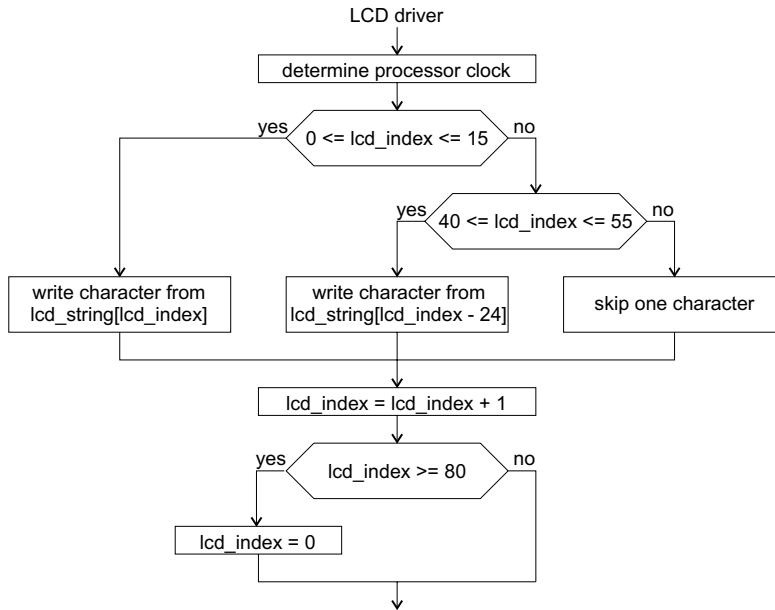 LCD driver
determine processor clock
yes
0 <= lcd_index <= 15
no
yes
40 <= lcd_index <= 55
no
write character from
lcd_string[lcd_index]
write character from
lcd_string[lcd_index - 24]
skip one character
lcd_index = lcd_index + 1
yes
lcd_index >= 80
no
lcd_index = 0